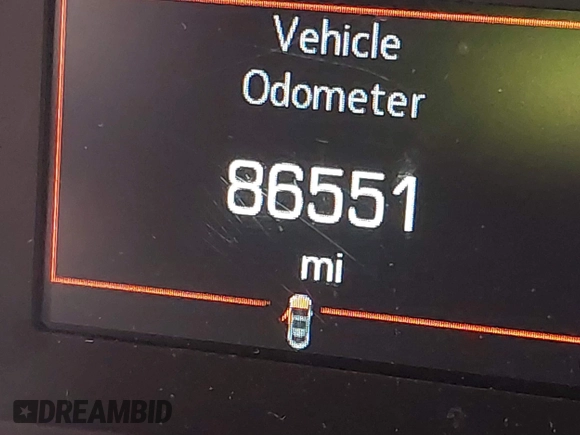 Vehicle
Odometer
86551
mi
DREAMBID